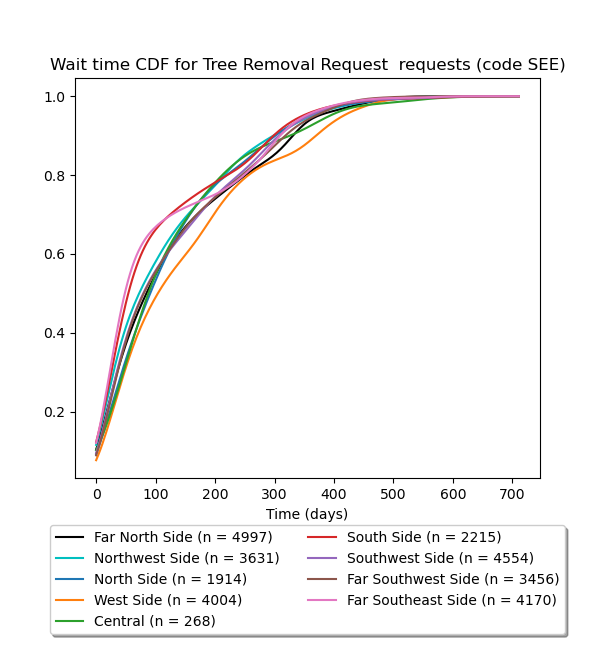 Wait time CDF for Tree Removal Request  requests (code SEE)
1.0
0.8
0.6
0.4
0.2
0 100 200 300 400 500 600 700
Time (days)
Far North Side (n = 4997)
Northwest Side (n = 3631)
North Side (n = 1914)
West Side (n = 4004)
Central (n = 268)
South Side (n = 2215)
Southwest Side (n = 4554)
Far Southwest Side (n = 3456)
Far Southeast Side (n = 4170)